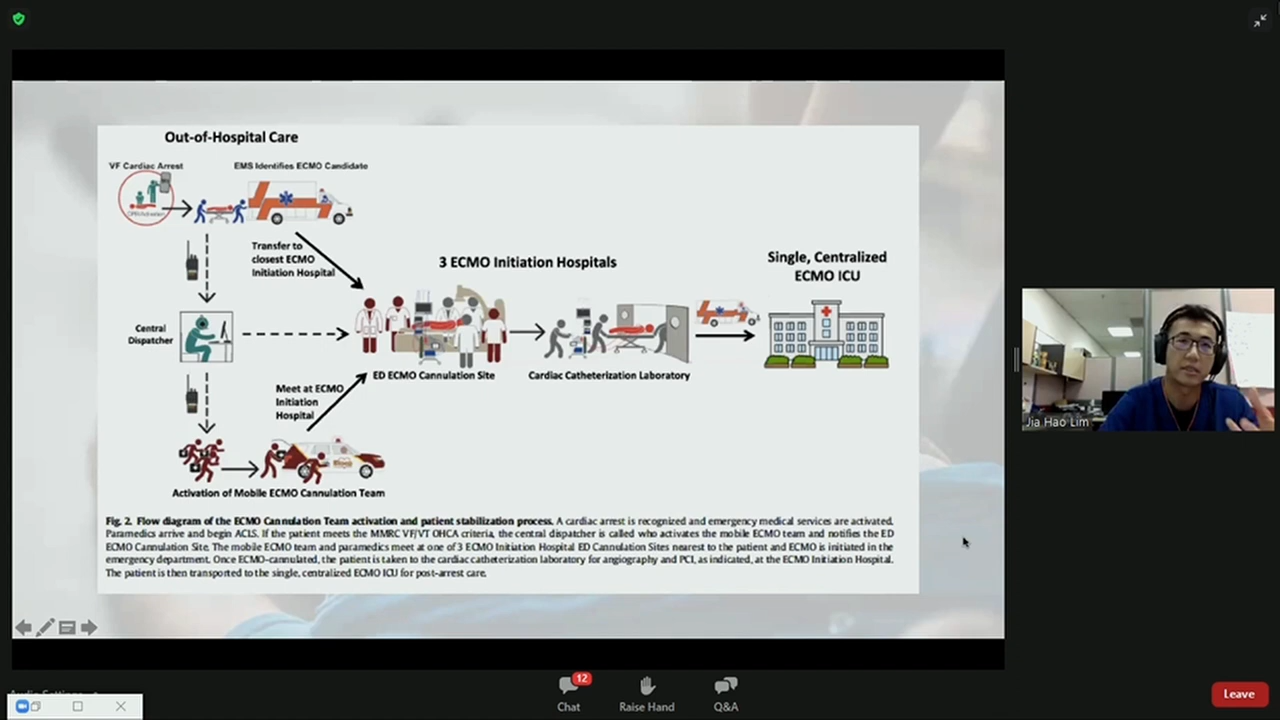 Out-of-Hospital Care
VF Cardiac Arrest
EMS Identifies ECMO Candidate
Transfer to
closest ECMO
Initiation Hospital
3 ECMO Initiation Hospitals
Single, Centralized
ECMO ICU
Central
Dispatcher
ED ECMO Cannulation Site
Cardiac Catheterization Laboratory
Meet at ECMO
Initiation
Hospital
Activation of Mobile ECMO Cannulation Team
Fig. 2. Flow diagram of the ECMO Cannulation Team activation and patient stabilization process. A cardiac arrest is recognized and emergency medical services are activated.
Paramedics arrive and begin ACLS. If the patient meets the MMRC VF/VT OHCA criteria, the central dispatcher is called who activates the mobile ECMO team and notifies the ED
ECMO Cannulation Site. The mobile ECMO team and paramedics meet at one of 3 ECMO Initiation Hospital ED Cannulation Sites nearest to the patient and ECMO is initiated in the
emergency department. Once ECMO-cannulated, the patient is taken to the cardiac catheterization laboratory for angiography and PCI, as indicated, at the ECMO Initiation Hospital.
The patient is then transported to the single, centralized ECMO ICU for post-arrest care.
Jia Hao Lim
12
Chat
Raise Hand
Q&A
Leave